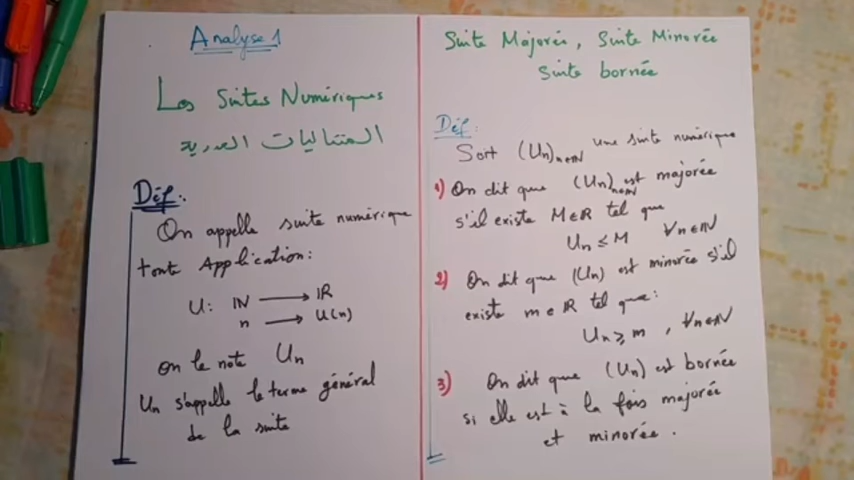 Analyse 1
Les Suites Numériques
المتتاليات العددية
Déf:
On appelle suite numérique
toute Application:
U: IN → IR
n → U(n)
on le note Un
Un s'appelle le terme général
de la suite
Suite Majorée, Suite Minorée
Suite bornée
Déf:
Soit (Un)n∈IN une suite numérique
1) On dit que (Un)n∈IN est majorée
s'il existe M∈IR tel que
Un ≤ M ∀n∈IN
2) On dit que (Un) est minorée s'il
existe m∈IR tel que:
Un ≥ m, ∀n∈IN
3) On dit que (Un) est bornée
si elle est à la fois majorée
et minorée.